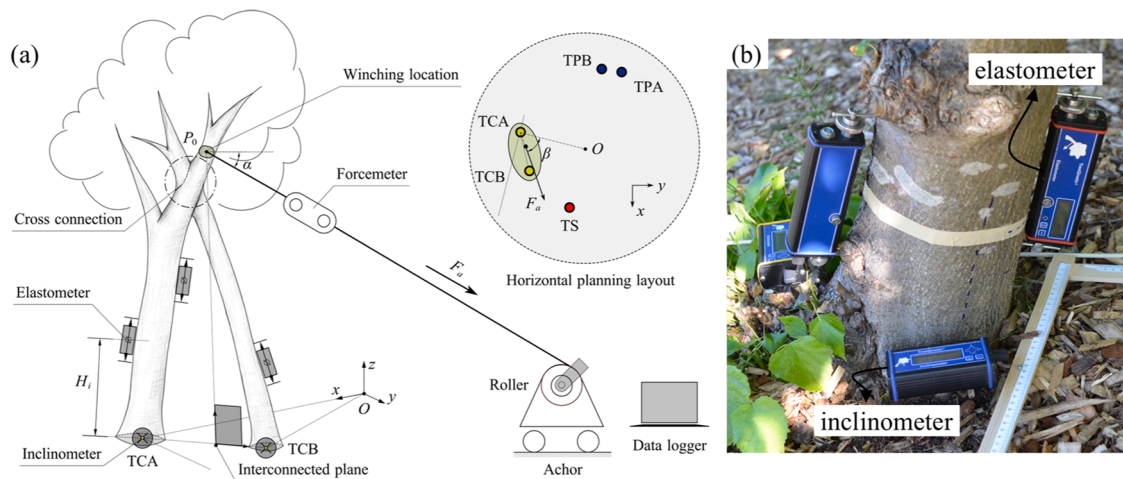 (a)
Winching location
P₀
α
Forcemeter
Cross connection
Fₐ
Elastometer
Hᵢ
Inclinometer
TCA
TCB
Interconnected plane
z
x
O
y
TPB
TPA
TCA
β
O
TCB
Fₐ
TS
y
x
Horizontal planning layout
Roller
Achor
Data logger
(b)
elastometer
inclinometer